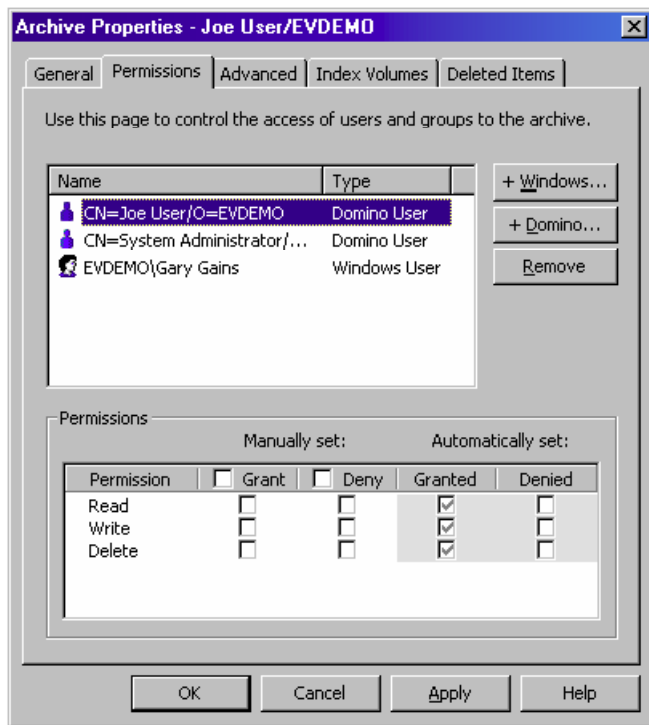 Archive Properties - Joe User/EVDEMO
General Permissions Advanced Index Volumes Deleted Items
Use this page to control the access of users and groups to the archive.
Name Type
CN=Joe User/O=EVDEMO Domino User
CN=System Administrator/... Domino User
EVDEMO\Gary Gains Windows User
+ Windows...
+ Domino...
Remove
Permissions
Manually set: Automatically set:
Permission Grant Deny Granted Denied
Read
Write
Delete
OK Cancel Apply Help